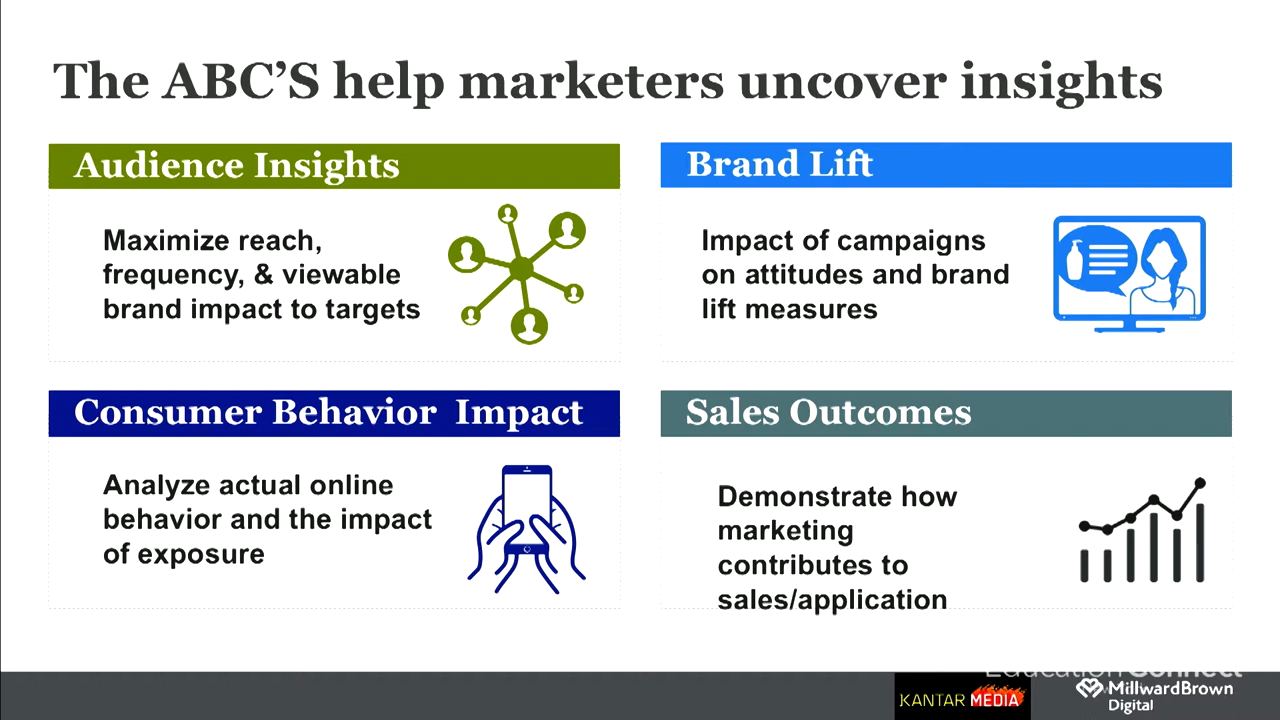 The ABC’S help marketers uncover insights
Audience Insights
Maximize reach,
frequency, & viewable
brand impact to targets
Brand Lift
Impact of campaigns
on attitudes and brand
lift measures
Consumer Behavior Impact
Analyze actual online
behavior and the impact
of exposure
Sales Outcomes
Demonstrate how
marketing
contributes to
sales/application
Education Connect
KANTAR MEDIA
MillwardBrown
Digital